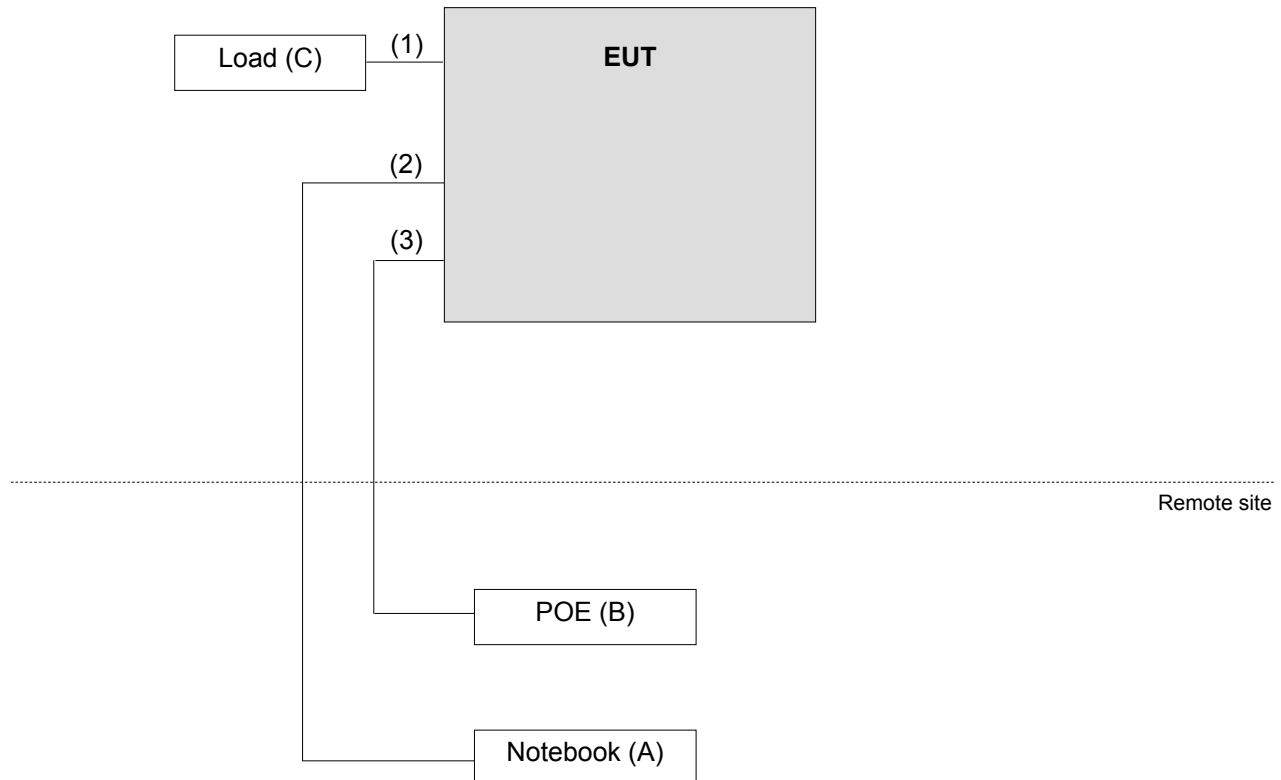 (1)
EUT
Load (C)
(2)
(3)
Remote site
POE (B)
Notebook (A)